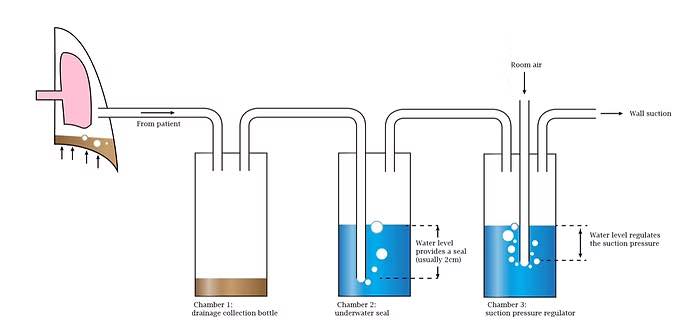 Room air
Wall suction
From patient
Water level
provides a seal
(usually 2cm)
Water level regulates
the suction pressure
Chamber 1:
drainage collection bottle
Chamber 2:
underwater seal
Chamber 3:
suction pressure regulator